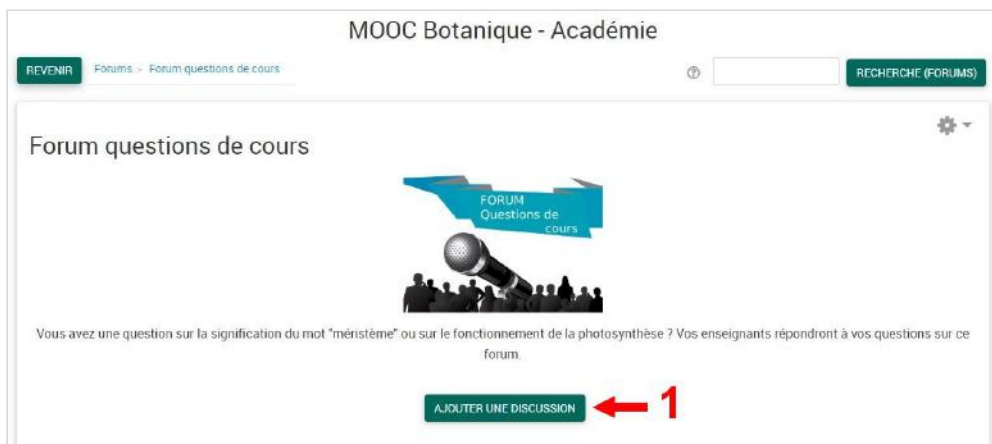 MOOC Botanique - Académie
REVENIR
Forums - Forum questions de cours
RECHERCHE (FORUMS)
Forum questions de cours
FORUM
Questions de
cours
Vous avez une question sur la signification du mot "méristème" ou sur le fonctionnement de la photosynthèse ? Vos enseignants répondront à vos questions sur ce
forum.
AJOUTER UNE DISCUSSION
1